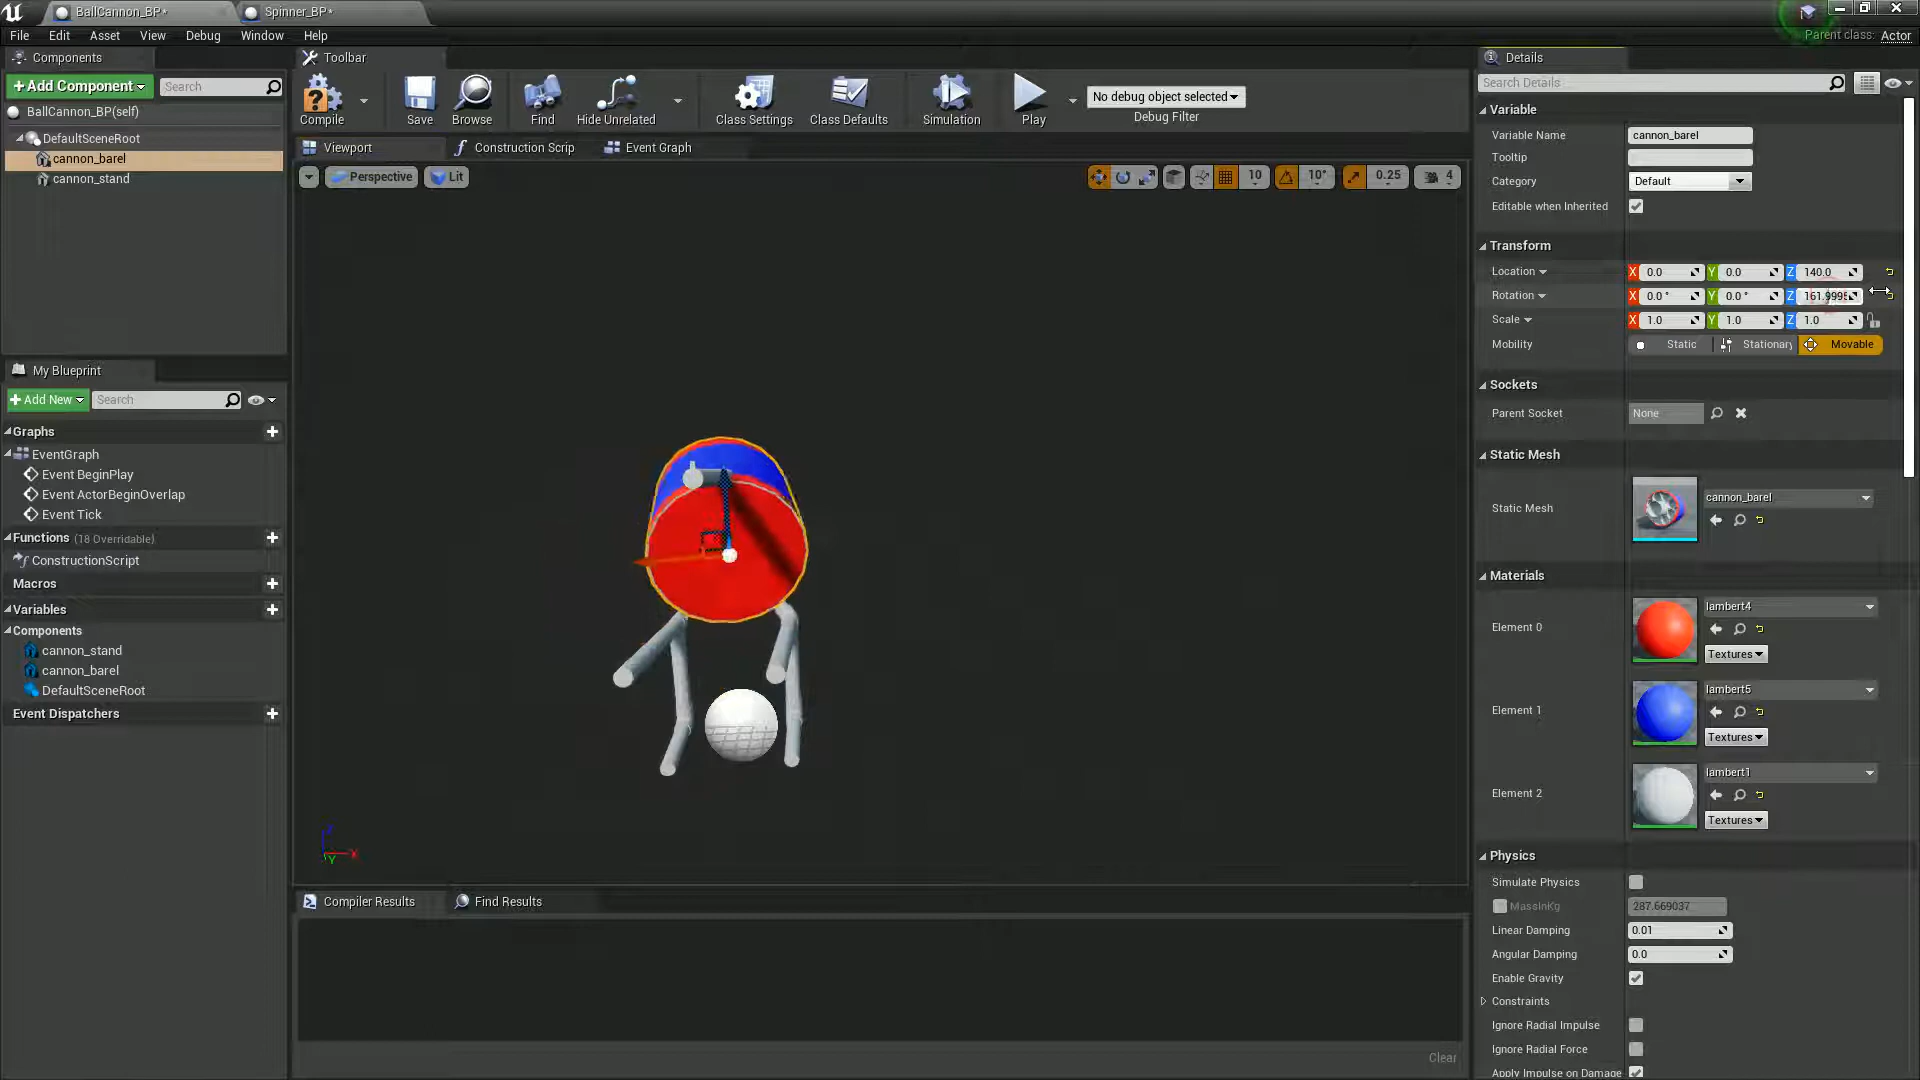 BallCannon_BP*
Spinner_BP*
File Edit Asset View Debug Window Help
Parent class: Actor
Components
+Add Component
Search
BallCannon_BP(self)
DefaultSceneRoot
cannon_barel
cannon_stand
Toolbar
Compile
Save
Browse
Find
Hide Unrelated
Class Settings
Class Defaults
Simulation
Play
No debug object selected
Debug Filter
Viewport
Construction Scrip
Event Graph
Perspective
Lit
10
10°
0.25
4
My Blueprint
+Add New
Search
Graphs
EventGraph
Event BeginPlay
Event ActorBeginOverlap
Event Tick
Functions (18 Overridable)
ConstructionScript
Macros
Variables
Components
cannon_stand
cannon_barel
DefaultSceneRoot
Event Dispatchers
Z
X
Y
Compiler Results
Find Results
Clear
Details
Search Details
Variable
Variable Name cannon_barel
Tooltip
Category Default
Editable when Inherited
Transform
Location X 0.0 Y 0.0 Z 140.0
Rotation X 0.0 ° Y 0.0 ° Z 161.9995
Scale X 1.0 Y 1.0 Z 1.0
Mobility Static Stationary Movable
Sockets
Parent Socket None
Static Mesh
Static Mesh cannon_barel
Materials
Element 0 lambert4
Textures
Element 1 lambert5
Textures
Element 2 lambert1
Textures
Physics
Simulate Physics
MassInKg 287.669037
Linear Damping 0.01
Angular Damping 0.0
Enable Gravity
Constraints
Ignore Radial Impulse
Ignore Radial Force
Apply Impulse on Damage